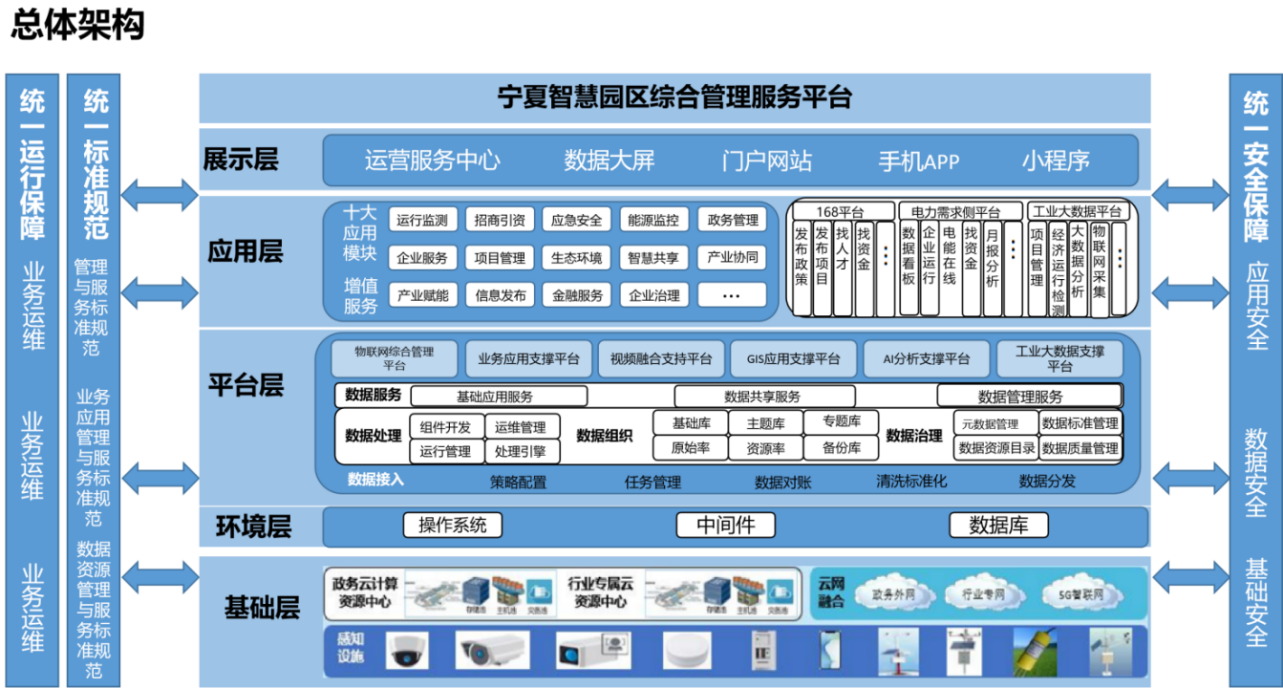 总体架构
统一运行保障
业务运维
业务运维
业务运维
统一标准规范
管理与服务标准规范
业务应用管理与服务标准规范
数据资源管理与服务标准规范
宁夏智慧园区综合管理服务平台
展示层
运营服务中心 数据大屏 门户网站 手机APP 小程序
应用层
十大应用模块
运行监测 招商引资 应急安全 能源监控 政务管理
企业服务 项目管理 生态环境 智慧共享 产业协同
增值服务
产业赋能 信息发布 金融服务 企业治理 ...
168平台
发布政策 发布项目 找人才 找资金 ...
电力需求侧平台
数据看板 企业运行 电能在线 找资金 月报分析 ...
工业大数据平台
项目管理 经济运行检测 大数据分析 物联网采集 ...
平台层
物联网综合管理平台 业务应用支撑平台 视频融合支持平台 GIS应用支撑平台 AI分析支撑平台 工业大数据支撑平台
数据服务 基础应用服务 数据共享服务 数据管理服务
数据处理
组件开发 运维管理
运行管理 处理引擎
数据组织
基础库 主题库 专题库
原始率 资源率 备份库
数据治理
元数据管理 数据标准管理
数据资源目录 数据质量管理
数据接入 策略配置 任务管理 数据对账 清洗标准化 数据分发
环境层
操作系统 中间件 数据库
基础层
政务云计算资源中心
存储池 主机池 交换池
行业专属云资源中心
存储池 主机池 交换池
云网融合
政务外网 行业专网 5G智联网
感知设施
统一安全保障
应用安全
数据安全
基础安全